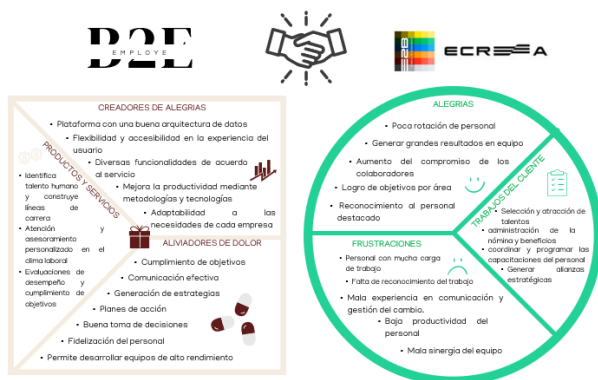 B2E
EMPLOYE
ECREEA
CREADORES DE ALEGRIAS
• Plataforma con una buena arquitectura de datos
• Flexibilidad y accesibilidad en la experiencia del
usuario
• Diversas funcionalidades de acuerdo
al servicio
• Mejora la productividad mediante
metodologías y tecnologías
• Adaptabilidad a las
necesidades de cada empresa
PRODUCTOS Y SERVICIOS
• Identifica
talento humano
y construye
líneas de
carrera
• Atención y
asesoramiento
personalizado en el
clima laboral
• Evaluaciones de
desempeño y
cumplimiento de
objetivos
ALIVIADORES DE DOLOR
• Cumplimiento de objetivos
• Comunicación efectiva
• Generación de estrategias
• Planes de acción
• Buena toma de decisiones
• Fidelización del personal
• Permite desarrollar equipos de alto rendimiento
ALEGRIAS
• Poca rotación de personal
• Generar grandes resultados en equipo
• Aumento del compromiso de los
colaboradores
• Logro de objetivos por área
• Reconocimiento al personal
destacado
TRABAJOS DEL CLIENTE
• Selección y atracción de
talentos
• administración de la
nómina y beneficios
• coordinar y programar las
capacitaciones del personal
• Generar alianzas
estratégicas
FRUSTRACIONES
• Personal con mucha carga
de trabajo
• Falta de reconocimiento del trabajo
• Mala experiencia en comunicación y
gestión del cambio.
• Baja productividad del
personal
• Mala sinergia del equipo